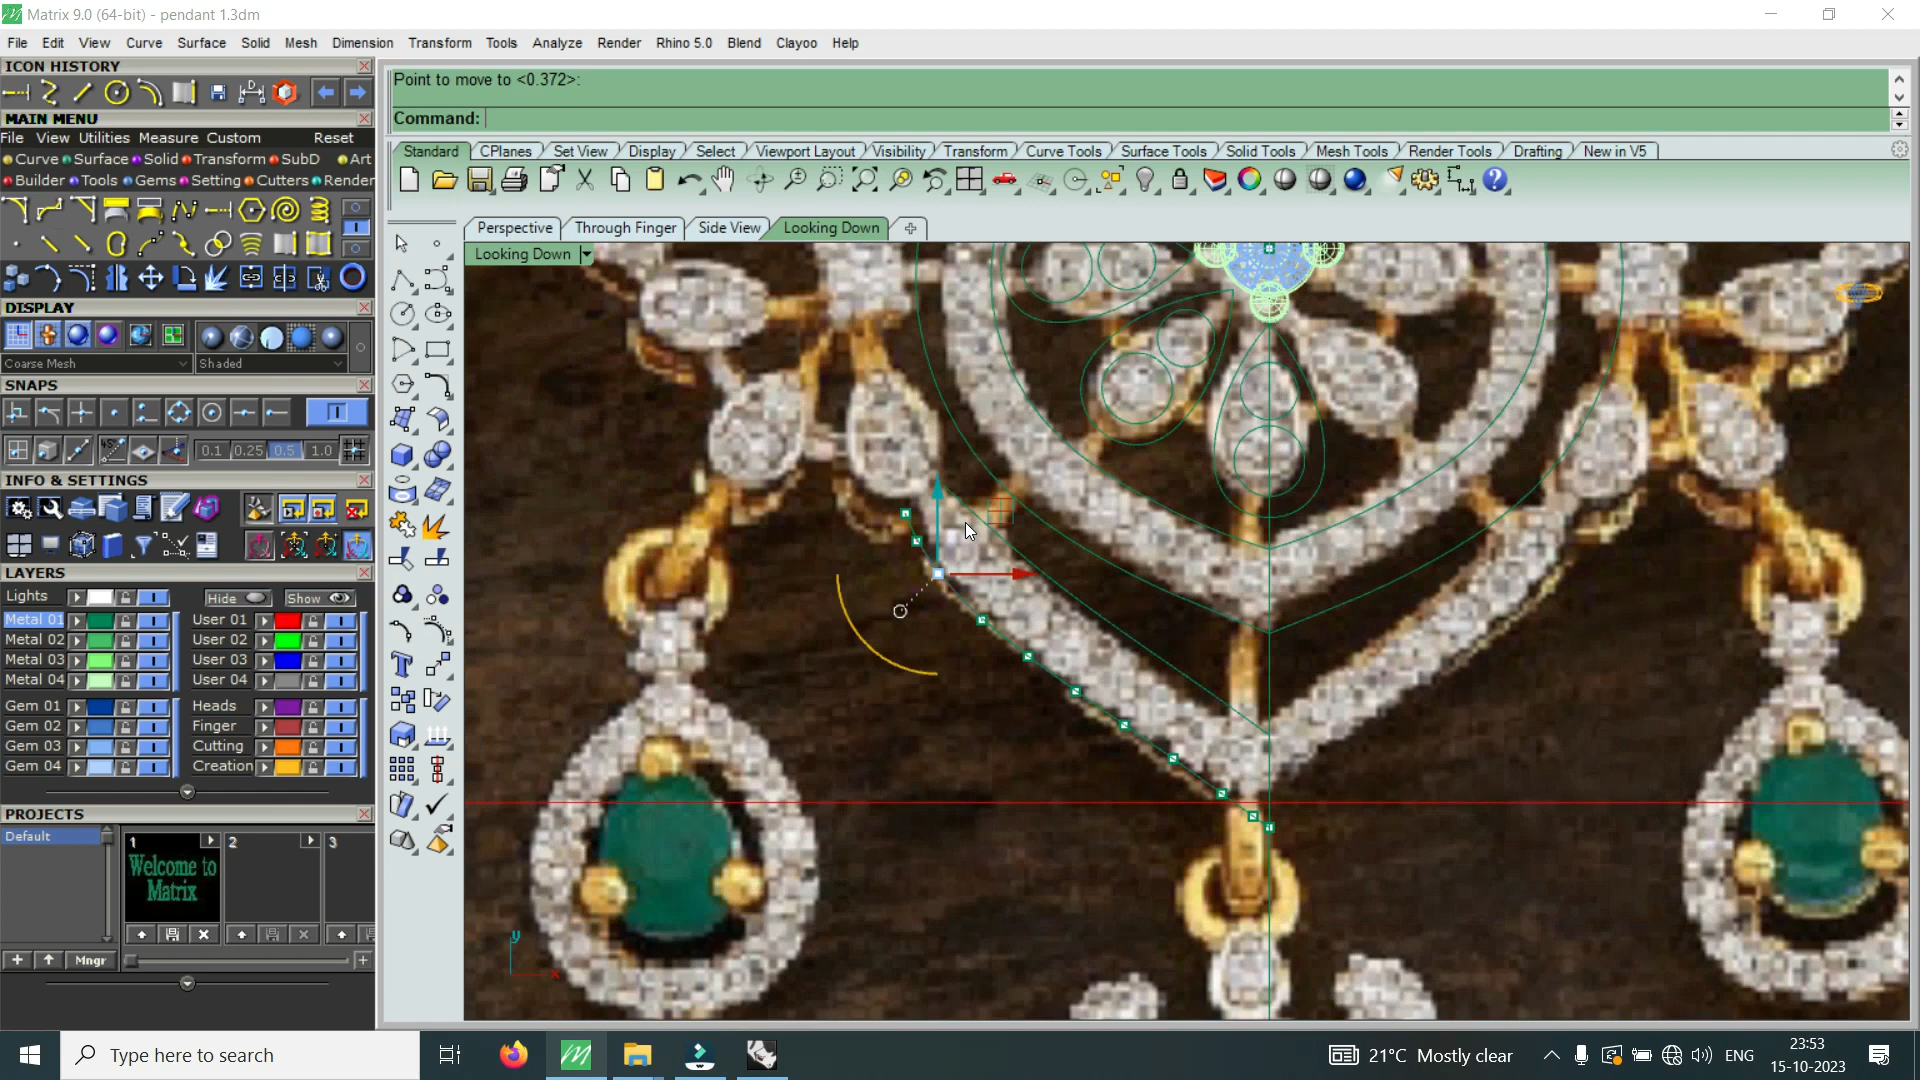 Matrix 9.0 (64-bit) - pendant 1.3dm
File Edit View Curve Surface Solid Mesh Dimension Transform Tools Analyze Render Rhino 5.0 Blend Clayoo Help
ICON HISTORY
MAIN MENU
File View Utilities Measure Custom Reset
Curve Surface Solid Transform SubD Art
Builder Tools Gems Setting Cutters Render
DISPLAY
Coarse Mesh Shaded
SNAPS
0.1 0.25 0.5 1.0
INFO & SETTINGS
LAYERS
Lights Hide Show
Metal 01 User 01
Metal 02 User 02
Metal 03 User 03
Metal 04 User 04
Gem 01 Heads
Gem 02 Finger
Gem 03 Cutting
Gem 04 Creation
PROJECTS
Default
1 2 3
Welcome to
Matrix
Mngr
Point to move to <0.372>:
Command:
Standard CPlanes Set View Display Select Viewport Layout Visibility Transform Curve Tools Surface Tools Solid Tools Mesh Tools Render Tools Drafting New in V5
Perspective Through Finger Side View Looking Down
Looking Down
y
x
Type here to search
21°C Mostly clear
ENG
23:53
15-10-2023